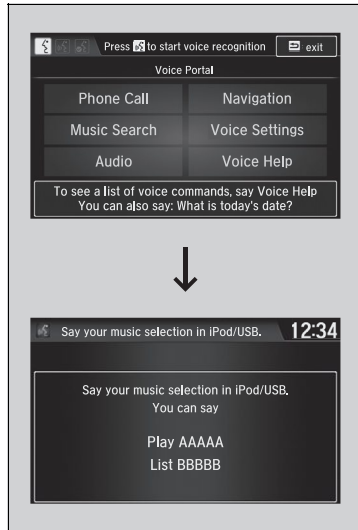 Press to start voice recognition exit
Voice Portal
Phone Call Navigation
Music Search Voice Settings
Audio Voice Help
To see a list of voice commands, say Voice Help
You can also say: What is today's date?
Say your music selection in iPod/USB. 12:34
Say your music selection in iPod/USB.
You can say
Play AAAAA
List BBBBB